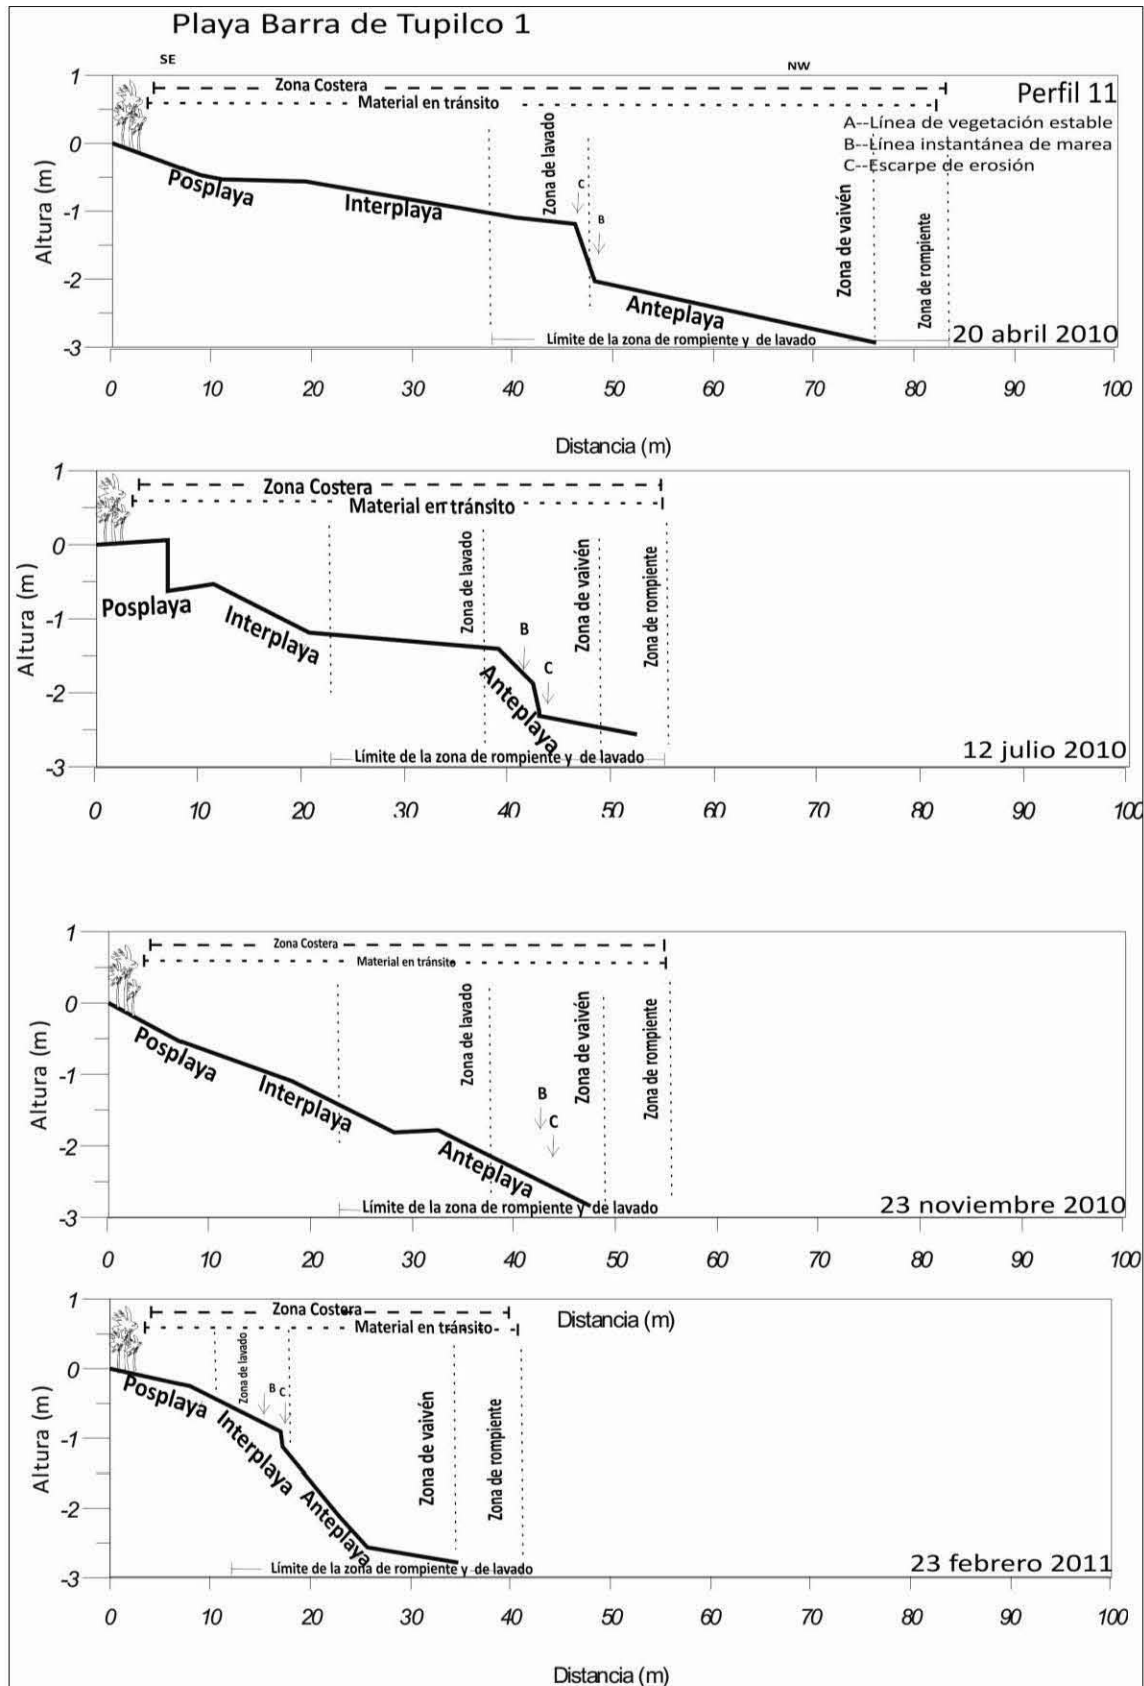 Playa Barra de Tupilco 1
SE
NW
Zona Costera
Material en tránsito
Perfil 11
A--Línea de vegetación estable
B--Línea instantánea de marea
C--Escarpe de erosión
Altura (m)
1
0
-1
-2
-3
Posplaya
Interplaya
Zona de lavado
C
B
Anteplaya
Zona de vaivén
Zona de rompiente
Límite de la zona de rompiente y de lavado
20 abril 2010
0 10 20 30 40 50 60 70 80 90 100
Distancia (m)
Zona Costera
Material en tránsito
Altura (m)
1
0
-1
-2
-3
Posplaya
Interplaya
Zona de lavado
B
C
Anteplaya
Zona de vaivén
Zona de rompiente
Límite de la zona de rompiente y de lavado
12 julio 2010
0 10 20 30 40 50 60 70 80 90 100
Zona Costera
Material en tránsito
Altura (m)
1
0
-1
-2
-3
Posplaya
Interplaya
Zona de lavado
B
C
Anteplaya
Zona de vaivén
Zona de rompiente
Límite de la zona de rompiente y de lavado
23 noviembre 2010
0 10 20 30 40 50 60 70 80 90 100
Zona Costera
Distancia (m)
Material en tránsito
Altura (m)
1
0
-1
-2
-3
Posplaya
Interplaya
Zona de lavado
B C
Anteplaya
Zona de vaivén
Zona de rompiente
Límite de la zona de rompiente y de lavado
23 febrero 2011
0 10 20 30 40 50 60 70 80 90 100
Distancia (m)